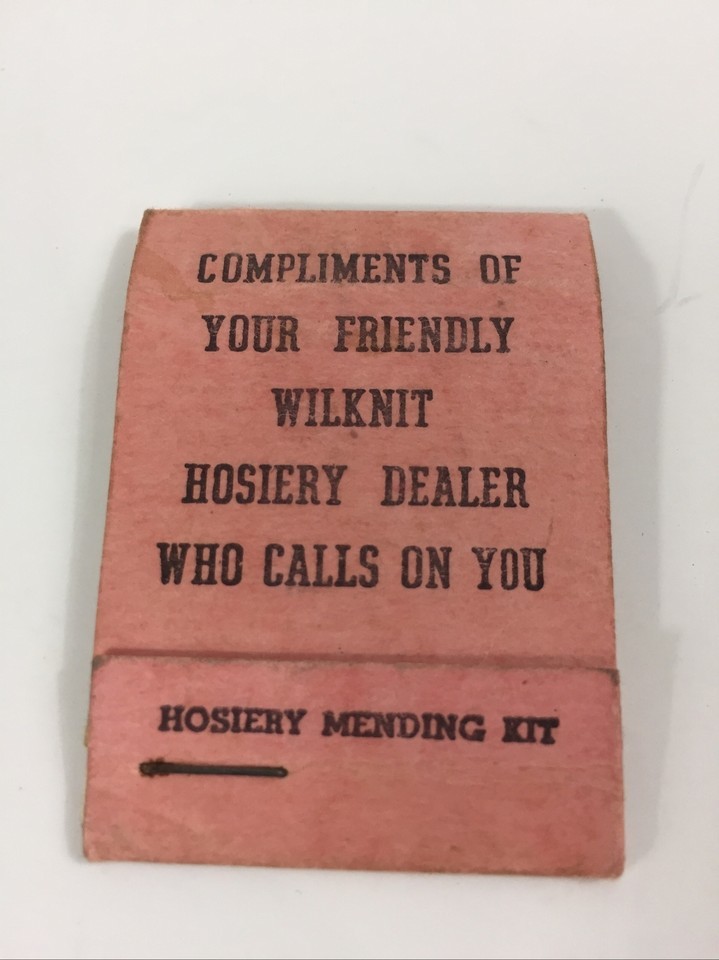 COMPLIMENTS OF
YOUR FRIENDLY
WILKNIT
HOSIERY DEALER
WHO CALLS ON YOU
HOSIERY MENDING KIT